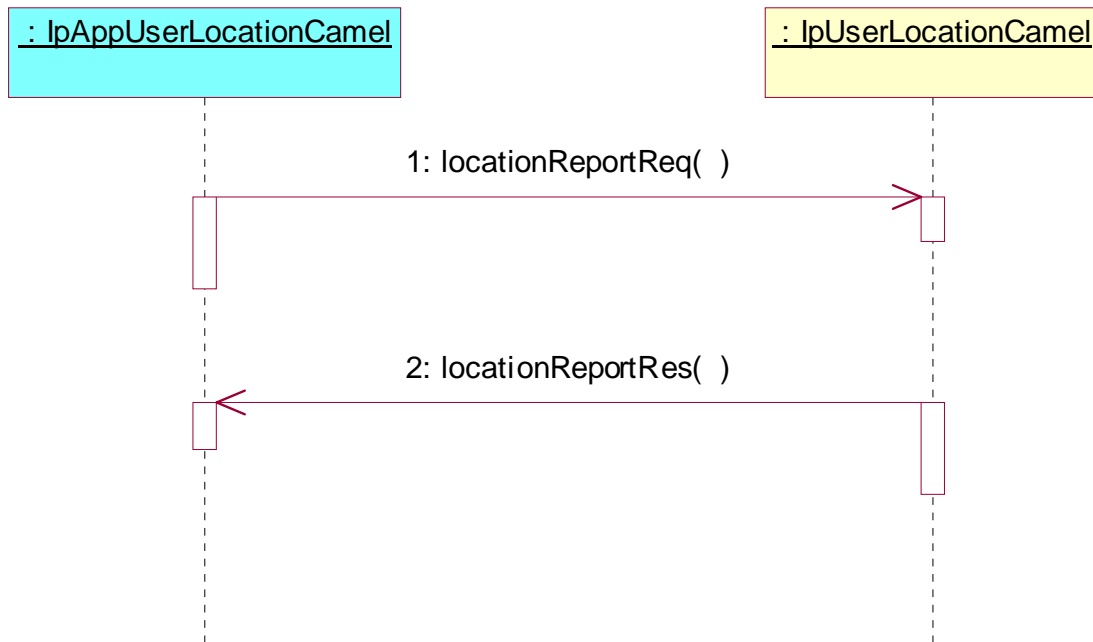 : IpAppUserLocationCamel
: IpUserLocationCamel
1: locationReportReq( )
2: locationReportRes( )